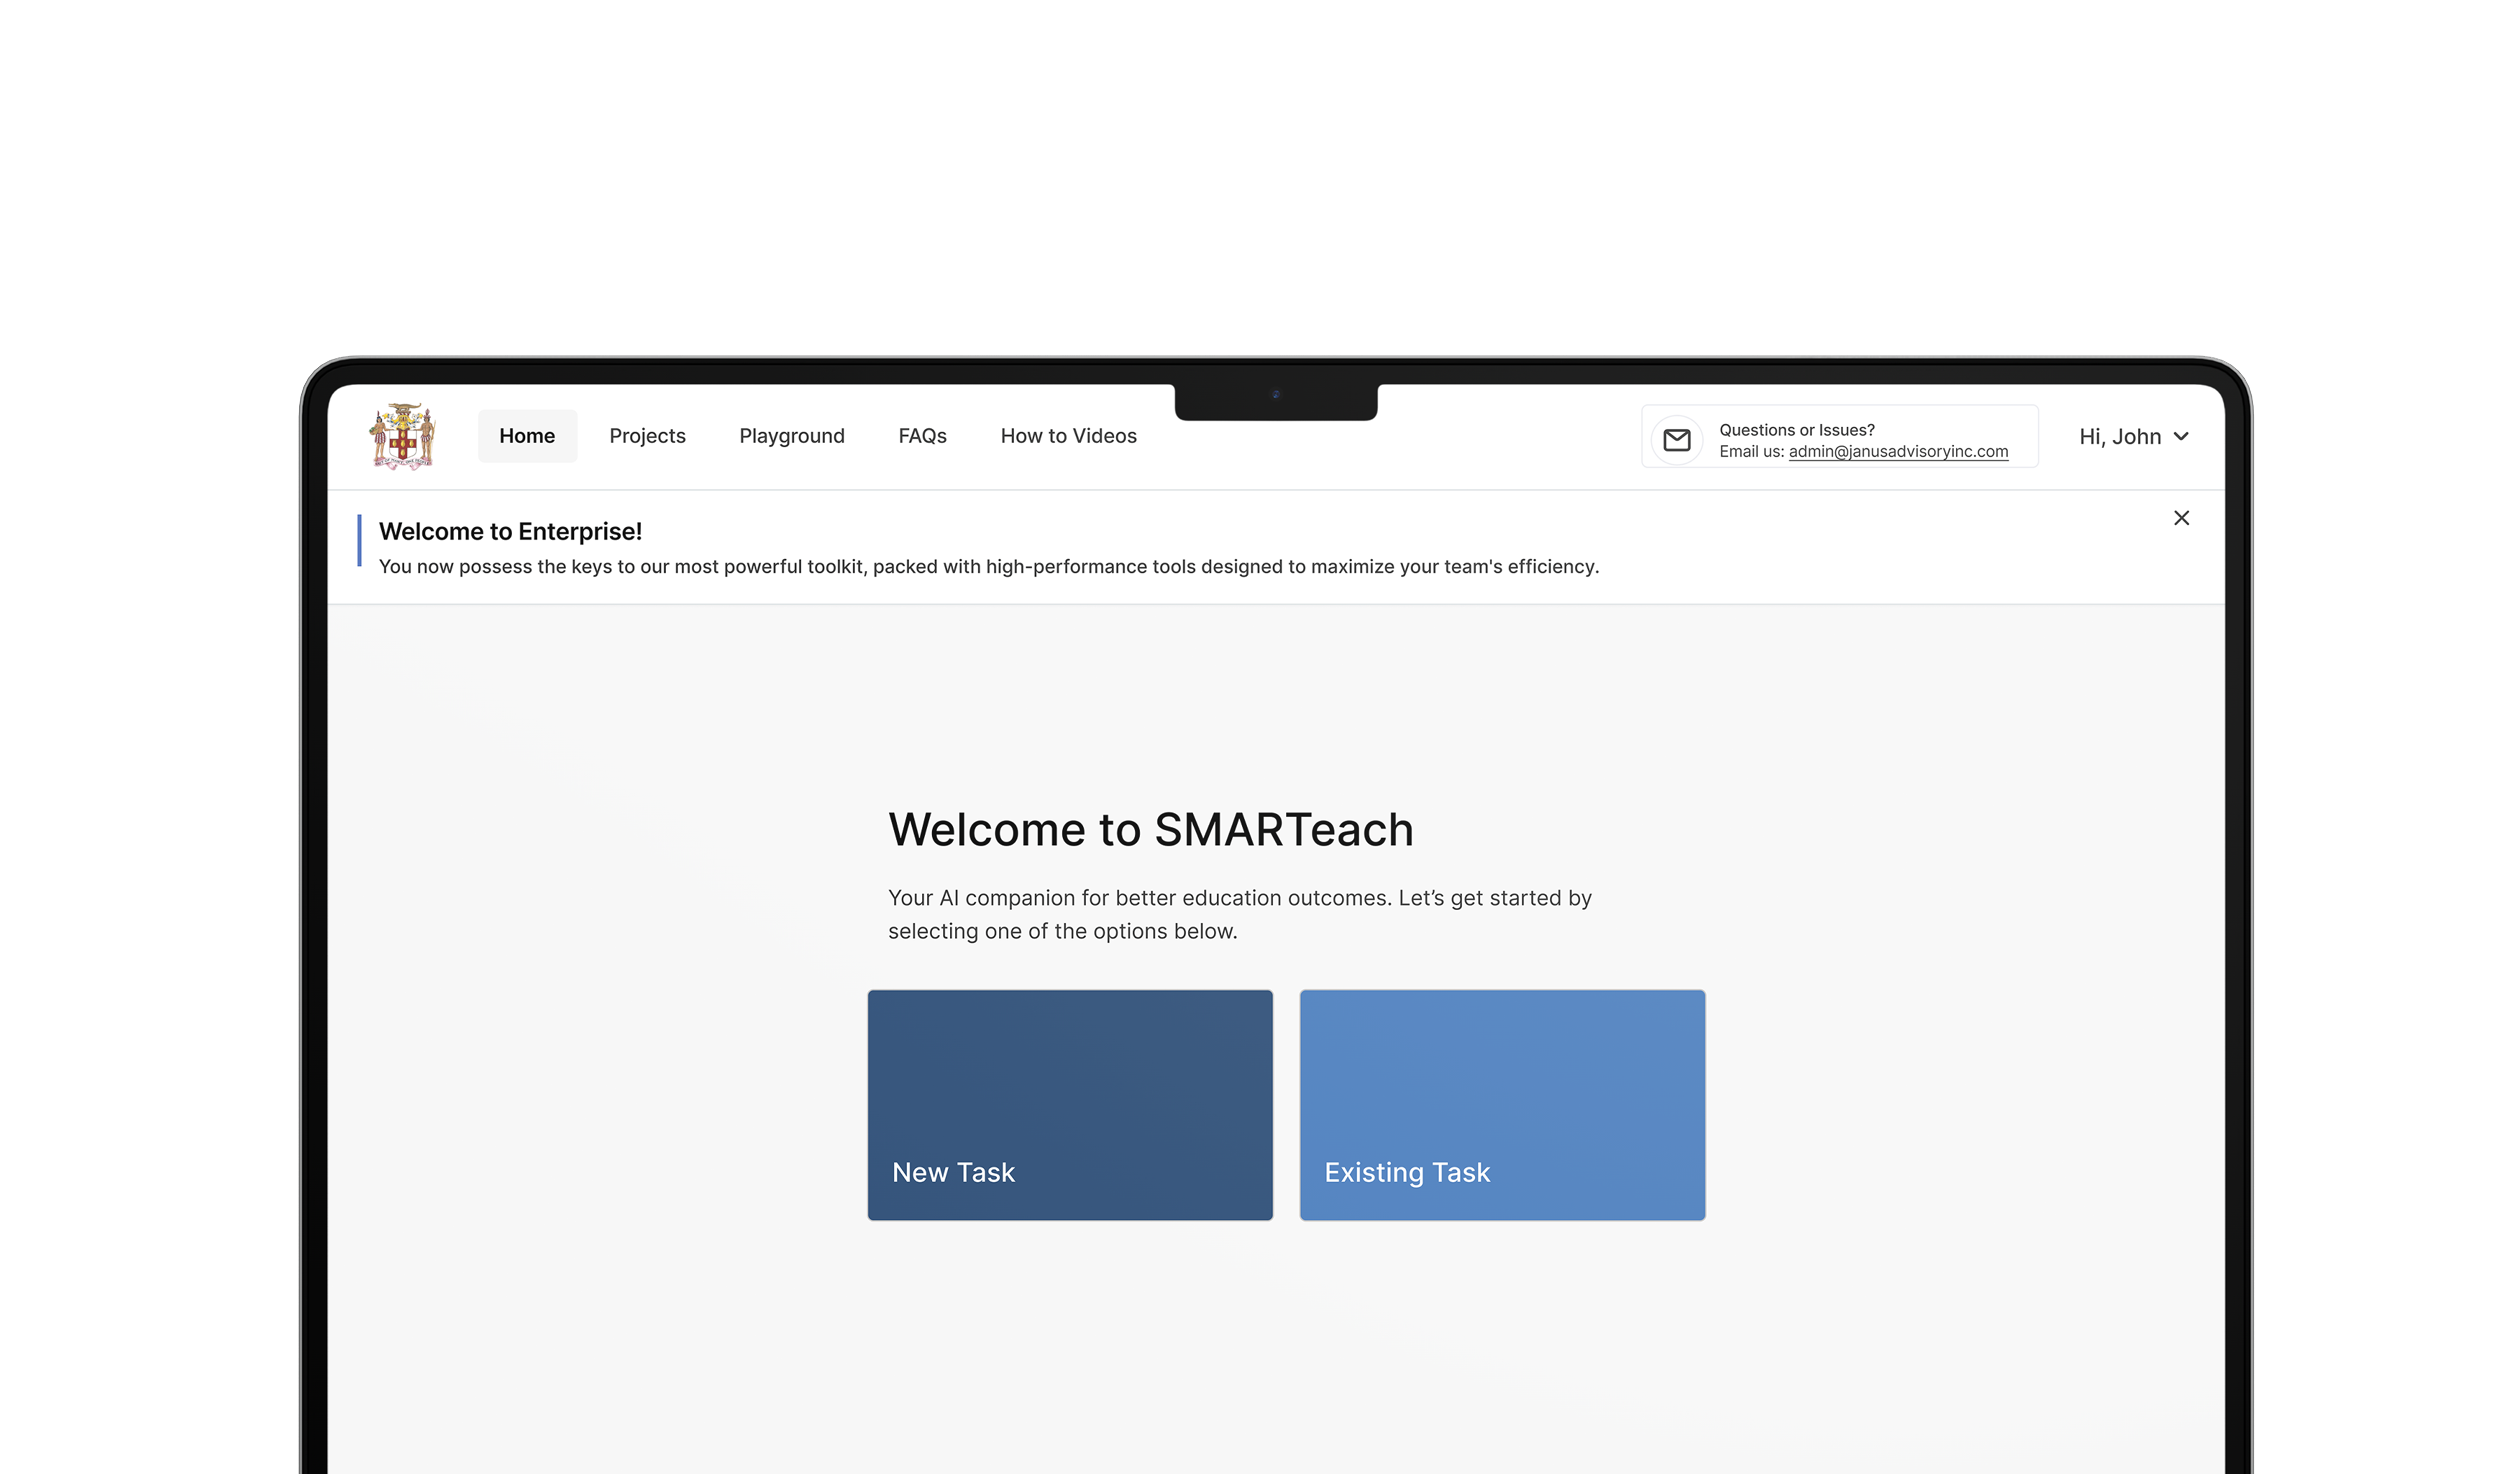 Home
Projects
Playground
FAQs
How to Videos
Questions or Issues?
Email us: admin@janusadvisoryinc.com
Hi, John
Welcome to Enterprise!
You now possess the keys to our most powerful toolkit, packed with high-performance tools designed to maximize your team's efficiency.
Welcome to SMARTeach
Your AI companion for better education outcomes. Let’s get started by
selecting one of the options below.
New Task
Existing Task